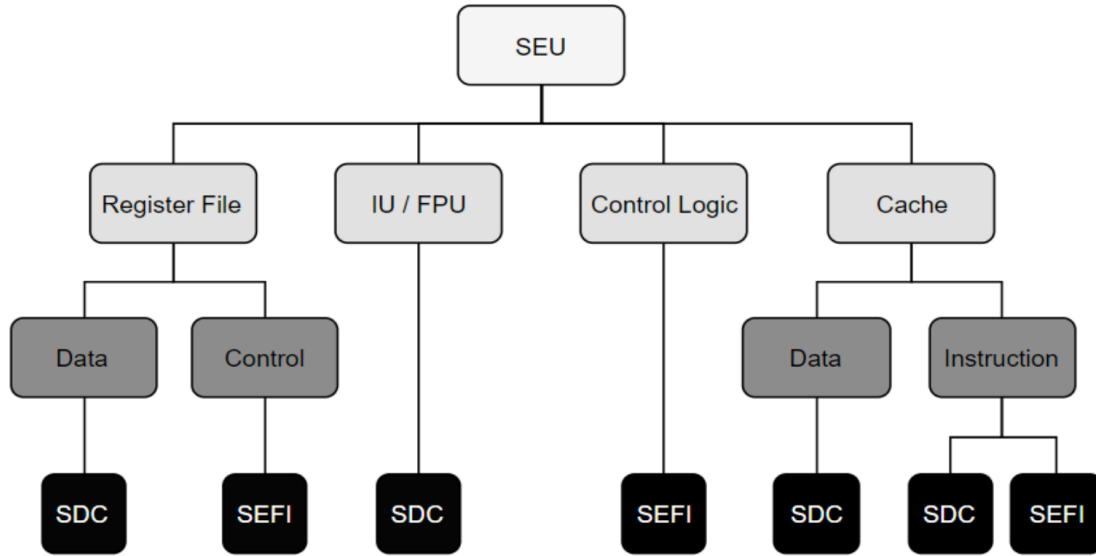 SEU
Register File
IU / FPU
Control Logic
Cache
Data
Control
Data
Instruction
SDC
SEFI
SDC
SEFI
SDC
SDC
SEFI